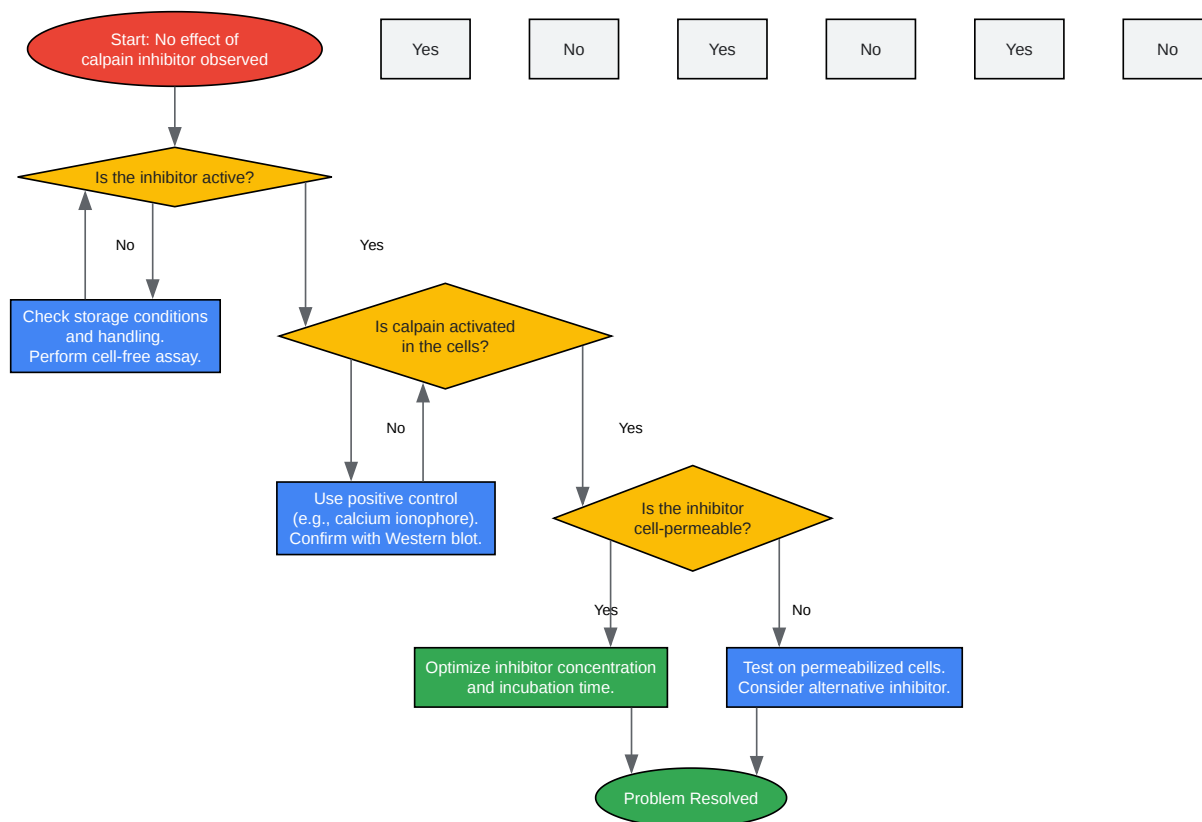 Start: No effect of
calpain inhibitor observed
Yes
No
Yes
No
Yes
No
Is the inhibitor active?
No
Yes
Check storage conditions
and handling.
Perform cell-free assay.
Is calpain activated
in the cells?
No
Yes
Use positive control
(e.g., calcium ionophore).
Confirm with Western blot.
Is the inhibitor
cell-permeable?
Yes
No
Optimize inhibitor concentration
and incubation time.
Test on permeabilized cells.
Consider alternative inhibitor.
Problem Resolved